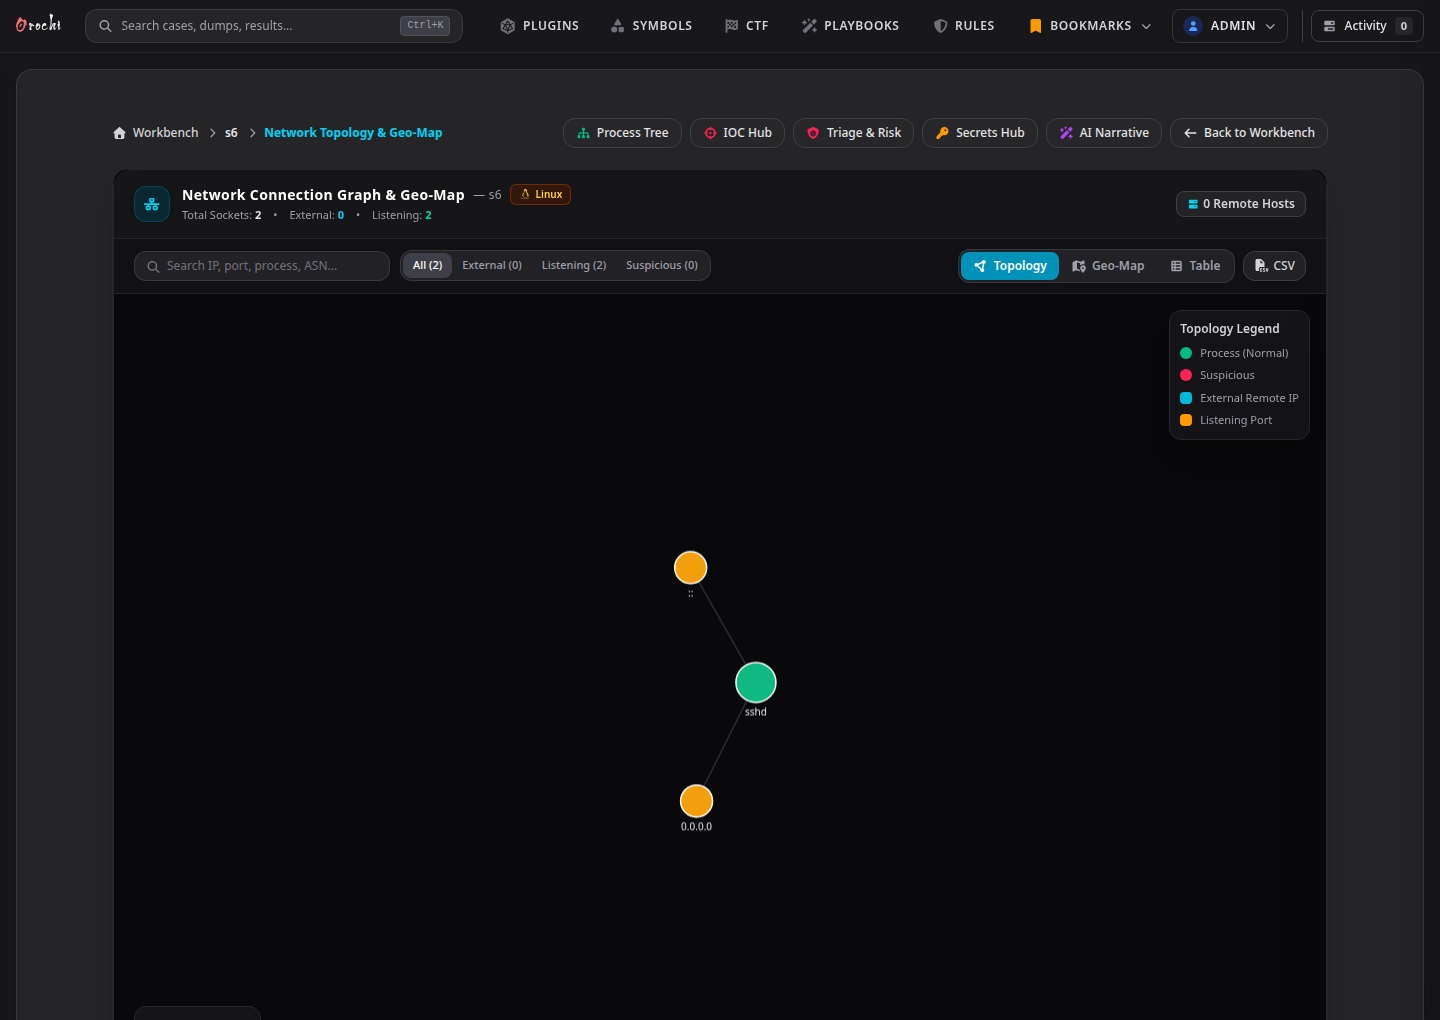 Orochi
Search cases, dumps, results...
Ctrl+K
PLUGINS
SYMBOLS
CTF
PLAYBOOKS
RULES
BOOKMARKS
ADMIN
Activity
0
Workbench
s6
Network Topology & Geo-Map
Process Tree
IOC Hub
Triage & Risk
Secrets Hub
AI Narrative
Back to Workbench
Network Connection Graph & Geo-Map — s6
Linux
Total Sockets: 2 • External: 0 • Listening: 2
0 Remote Hosts
Search IP, port, process, ASN...
All (2)
External (0)
Listening (2)
Suspicious (0)
Topology
Geo-Map
Table
CSV
Topology Legend
Process (Normal)
Suspicious
External Remote IP
Listening Port
::
sshd
0.0.0.0